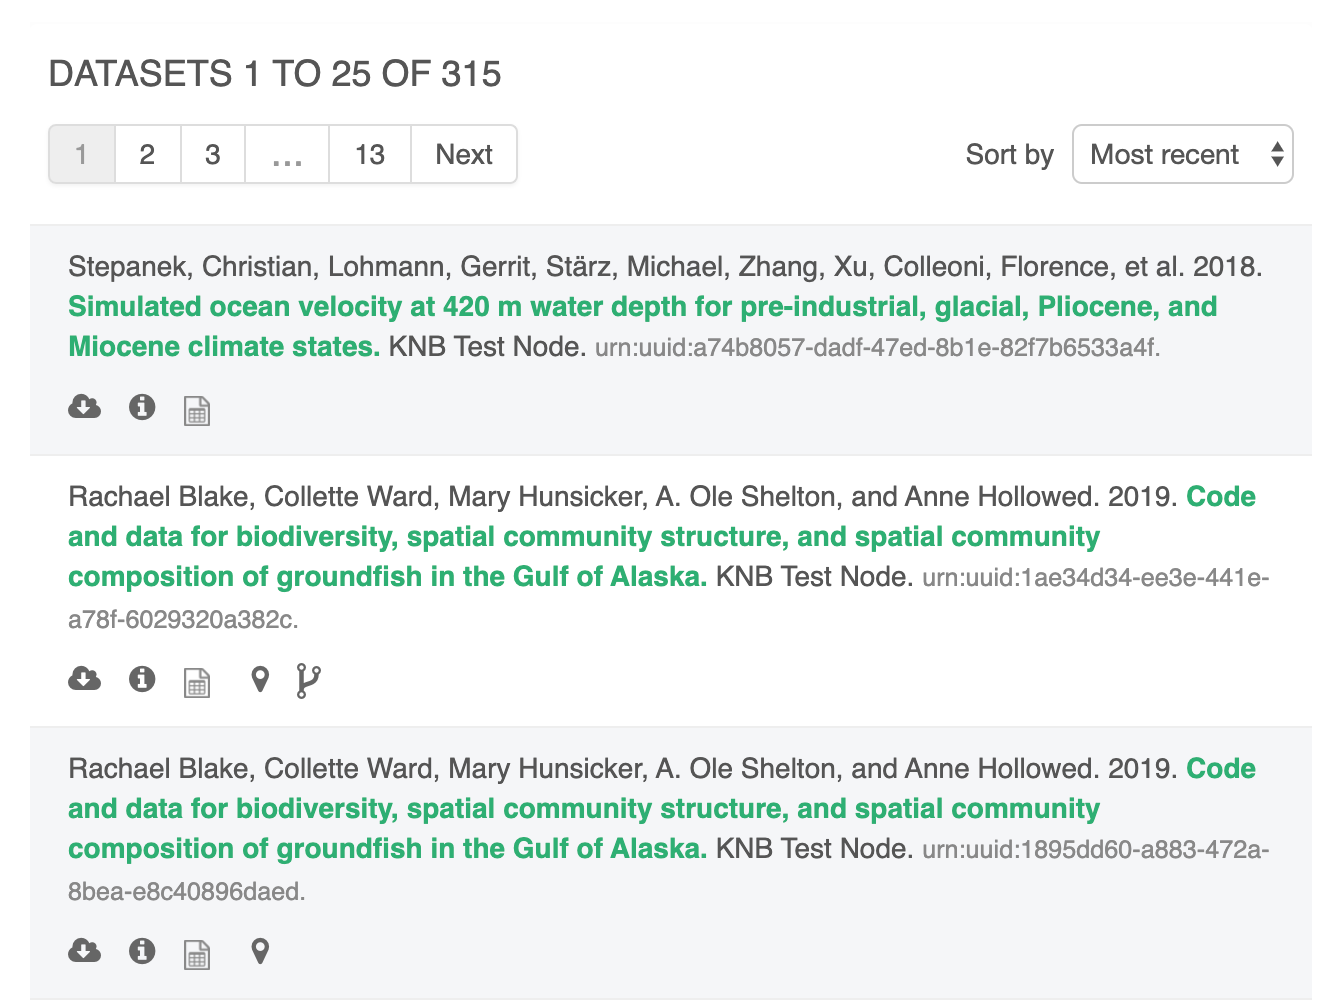 DATASETS 1 TO 25 OF 315
1 2 3 ... 13 Next Sort by Most recent
Stepanek, Christian, Lohmann, Gerrit, Stärz, Michael, Zhang, Xu, Colleoni, Florence, et al. 2018.
Simulated ocean velocity at 420 m water depth for pre-industrial, glacial, Pliocene, and
Miocene climate states. KNB Test Node. urn:uuid:a74b8057-dadf-47ed-8b1e-82f7b6533a4f.
Rachael Blake, Collette Ward, Mary Hunsicker, A. Ole Shelton, and Anne Hollowed. 2019. Code
and data for biodiversity, spatial community structure, and spatial community
composition of groundfish in the Gulf of Alaska. KNB Test Node. urn:uuid:1ae34d34-ee3e-441e-
a78f-6029320a382c.
Rachael Blake, Collette Ward, Mary Hunsicker, A. Ole Shelton, and Anne Hollowed. 2019. Code
and data for biodiversity, spatial community structure, and spatial community
composition of groundfish in the Gulf of Alaska. KNB Test Node. urn:uuid:1895dd60-a883-472a-
8bea-e8c40896daed.